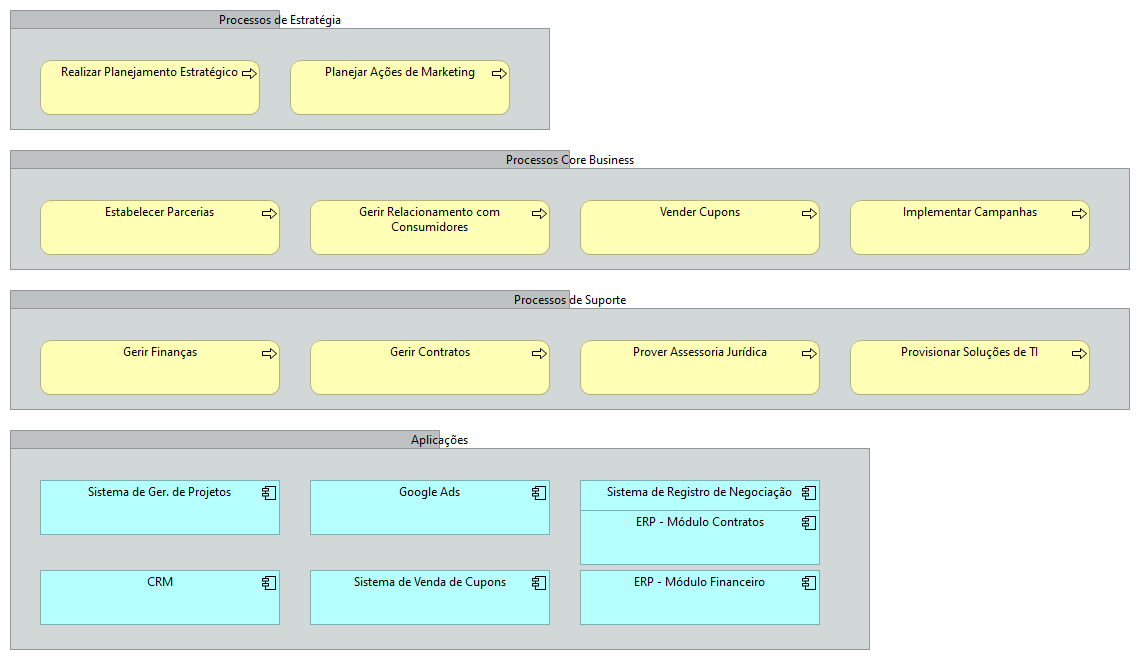 Processos de Estratégia
Realizar Planejamento Estratégico
Planejar Ações de Marketing
Processos Core Business
Estabelecer Parcerias
Gerir Relacionamento com
Consumidores
Vender Cupons
Implementar Campanhas
Processos de Suporte
Gerir Finanças
Gerir Contratos
Prover Assessoria Jurídica
Provisionar Soluções de TI
Aplicações
Sistema de Ger. de Projetos
Google Ads
Sistema de Registro de Negociação
ERP - Módulo Contratos
CRM
Sistema de Venda de Cupons
ERP - Módulo Financeiro